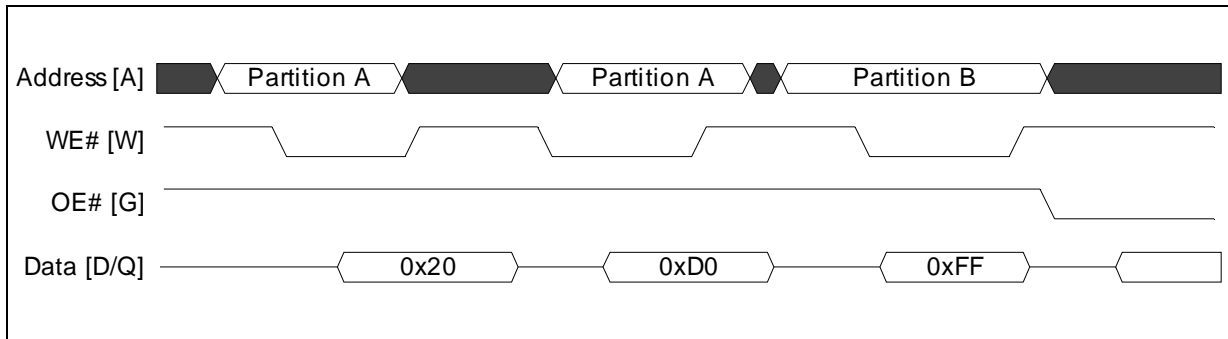 Address [A] Partition A Partition A Partition B
WE# [W]
OE# [G]
Data [D/Q] 0x20 0xD0 0xFF